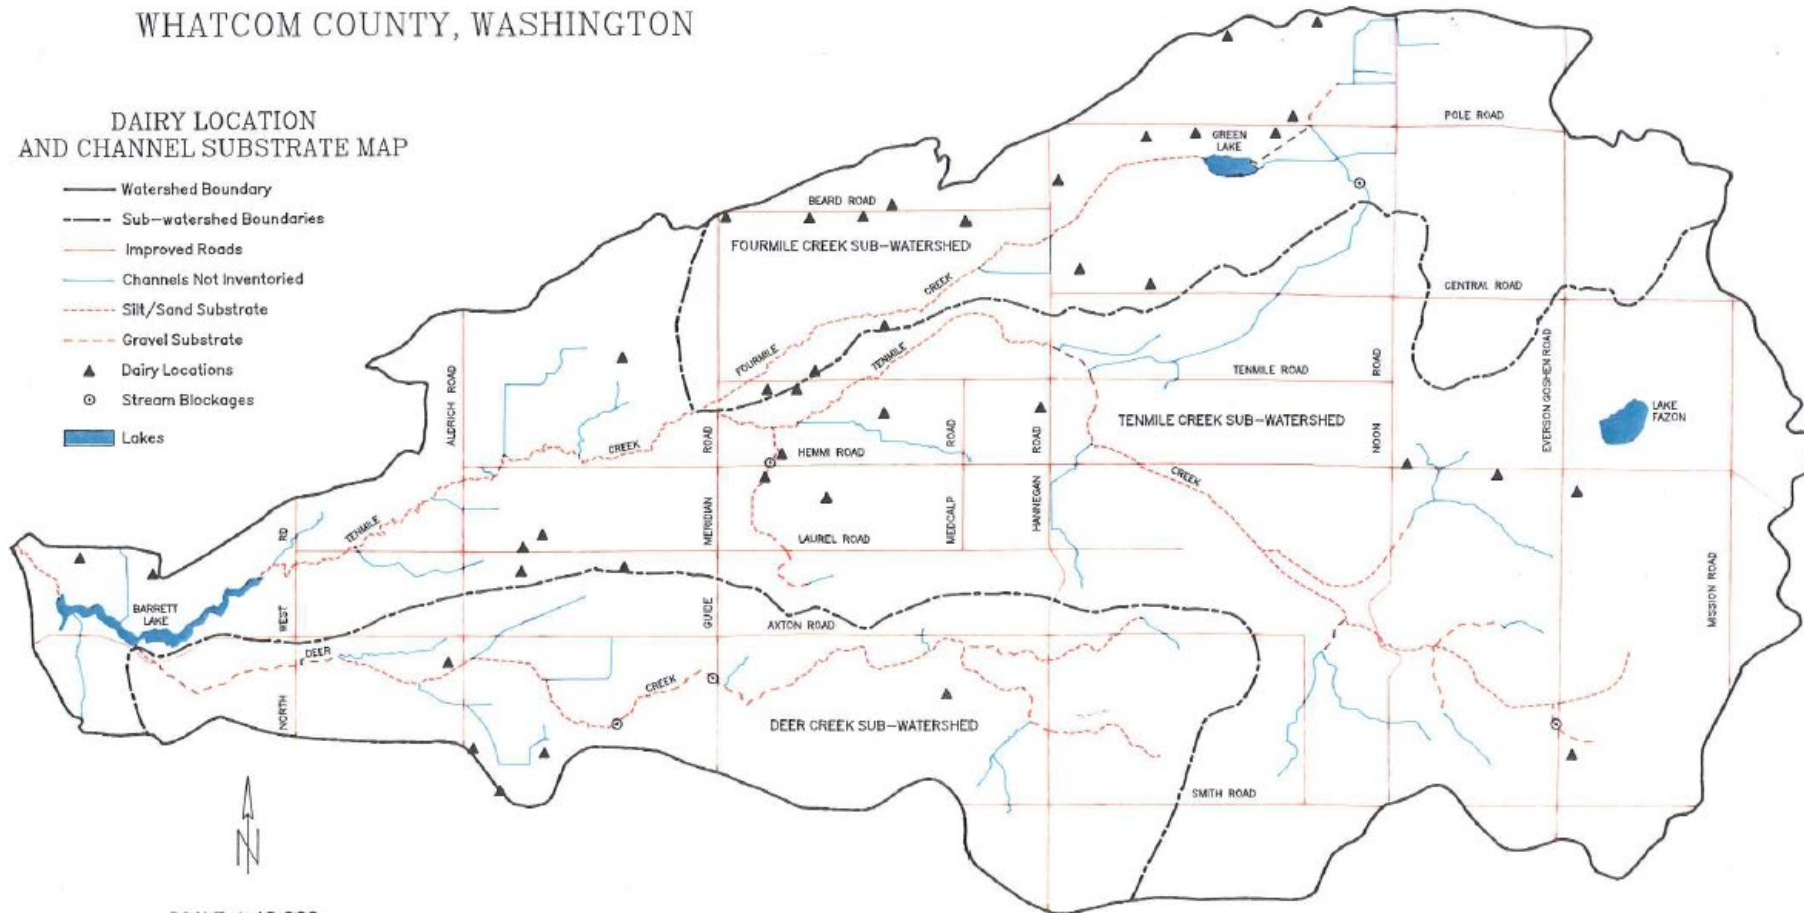 WHATCOM COUNTY, WASHINGTON
DAIRY LOCATION
AND CHANNEL SUBSTRATE MAP
Watershed Boundary
Sub-watershed Boundaries
Improved Roads
Channels Not Inventoried
Silt/Sand Substrate
Gravel Substrate
Dairy Locations
Stream Blockages
Lakes
POLE ROAD
GREEN
LAKE
BEARD ROAD
FOURMILE CREEK SUB-WATERSHED
CREEK
CENTRAL ROAD
FOURMILE
TENMILE
TENMILE ROAD
ROAD
EVERSON GOSHEN ROAD
ALDRICH ROAD
LAKE
FAZON
TENMILE CREEK SUB-WATERSHED
CREEK
ROAD
HEMMI ROAD
ROAD
ROAD
NOON
CREEK
TENMILE
RD
MERIDIAN
LAUREL ROAD
MEDCALP
HANNEGAN
MISSION ROAD
BARRETT
LAKE
WEST
GUIDE
AXTON ROAD
DEER
CREEK
NORTH
DEER CREEK SUB-WATERSHED
SMITH ROAD
N